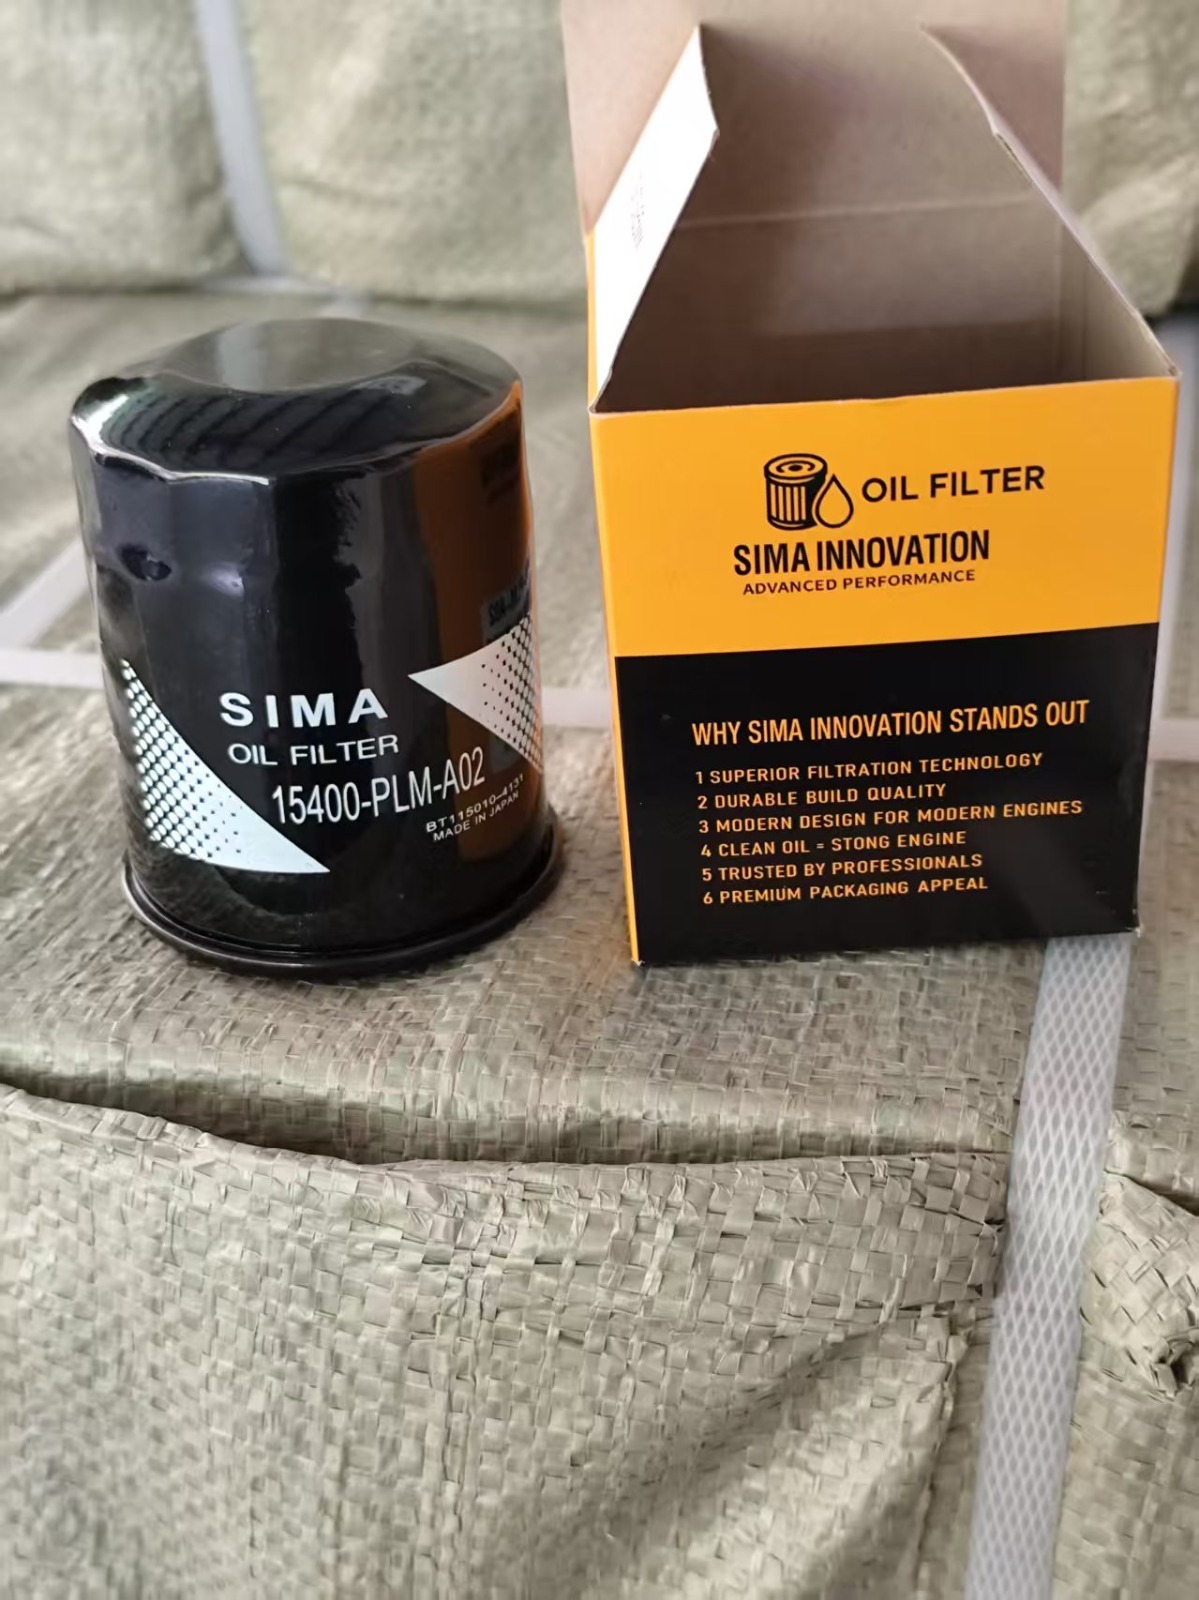 SIMA
OIL FILTER
15400-PLM-A02
BT115010-4131
MADE IN JAPAN
OIL FILTER
SIMA INNOVATION
ADVANCED PERFORMANCE
WHY SIMA INNOVATION STANDS OUT
1 SUPERIOR FILTRATION TECHNOLOGY
2 DURABLE BUILD QUALITY
3 MODERN DESIGN FOR MODERN ENGINES
4 CLEAN OIL = STONG ENGINE
5 TRUSTED BY PROFESSIONALS
6 PREMIUM PACKAGING APPEAL